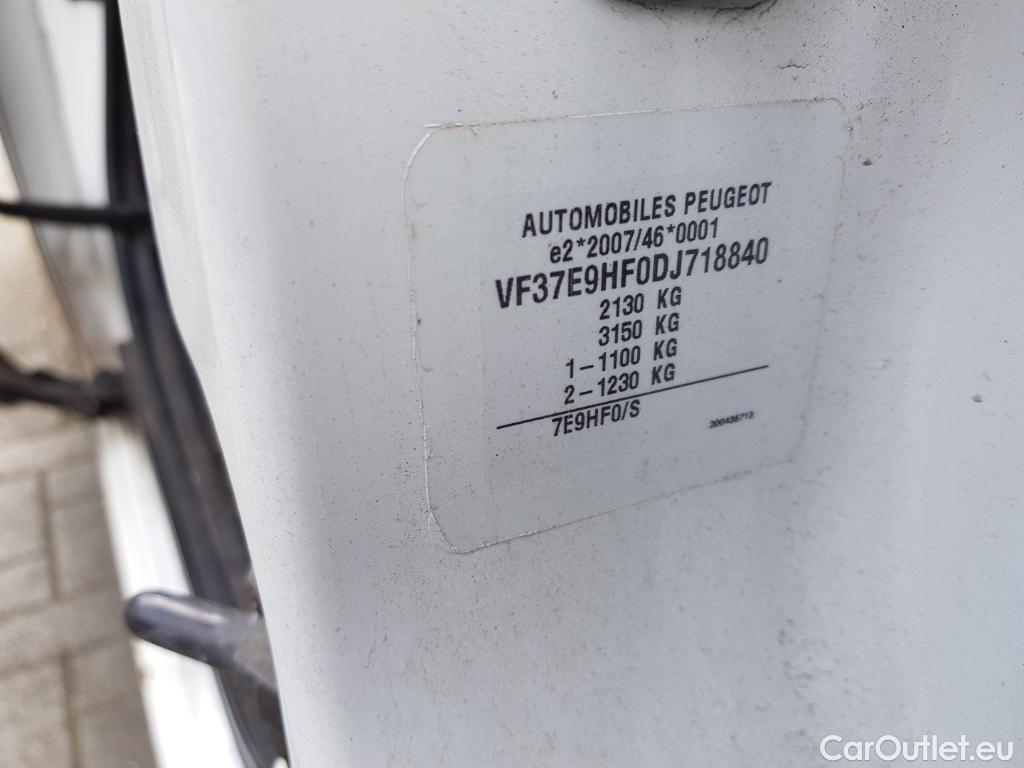 AUTOMOBILES PEUGEOT
e2*2007/46*0001
VF37E9HF0DJ718840
2130 KG
3150 KG
1-1100 KG
2-1230 KG
7E9HF0/S
200435713
CarOutlet.eu